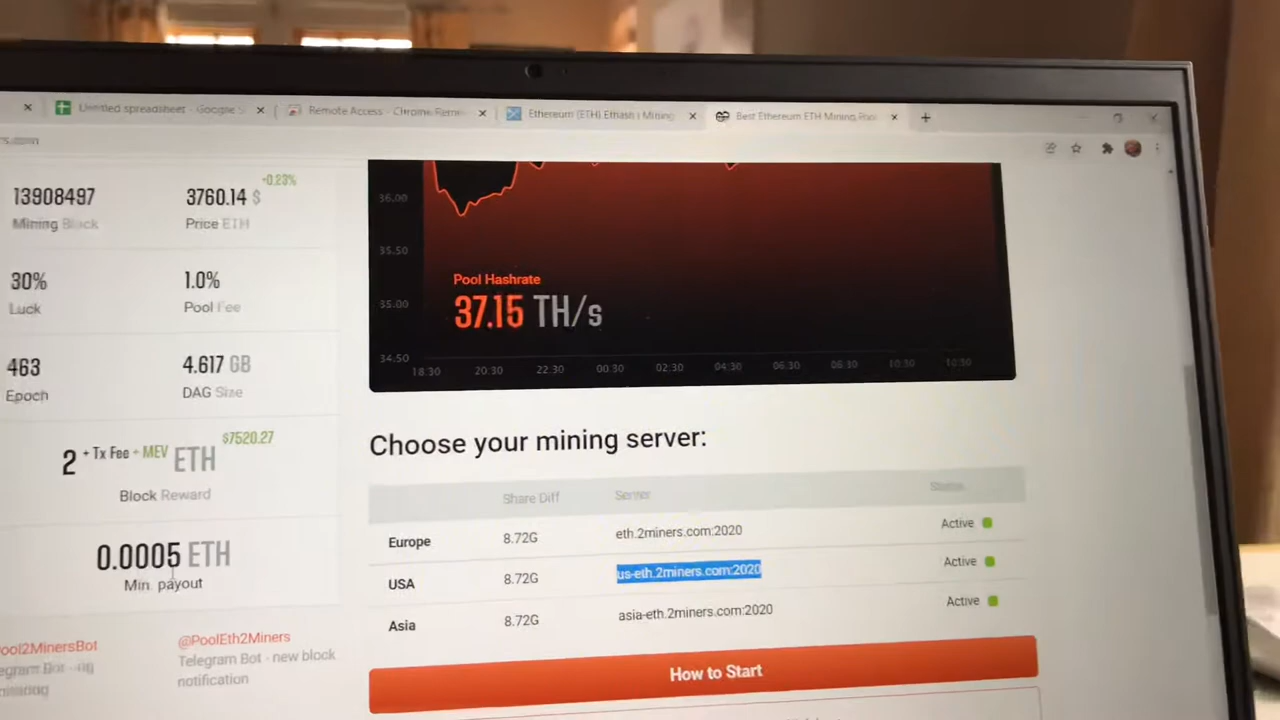 Untitled spreadsheet - Google S
Remote Access - Chrome Remo
Ethereum (ETH) Ethash | Mining
Best Ethereum ETH Mining Poo
13908497
Mining Block
3760.14 $
+0.23%
Price ETH
30%
Luck
1.0%
Pool Fee
463
Epoch
4.617 GB
DAG Size
2 + Tx Fee + MEV ETH
$7520.27
Block Reward
0.0005 ETH
Min. payout
ool2MinersBot
@PoolEth2Miners
Telegram Bot - new block
notification
36.00
35.50
35.00
34.50
Pool Hashrate
37.15 TH/s
18:30 20:30 22:30 00:30 02:30 04:30 06:30 08:30 10:30
Choose your mining server:
Share Diff Server Status
Europe 8.72G eth.2miners.com:2020 Active
USA 8.72G us-eth.2miners.com:2020 Active
Asia 8.72G asia-eth.2miners.com:2020 Active
How to Start